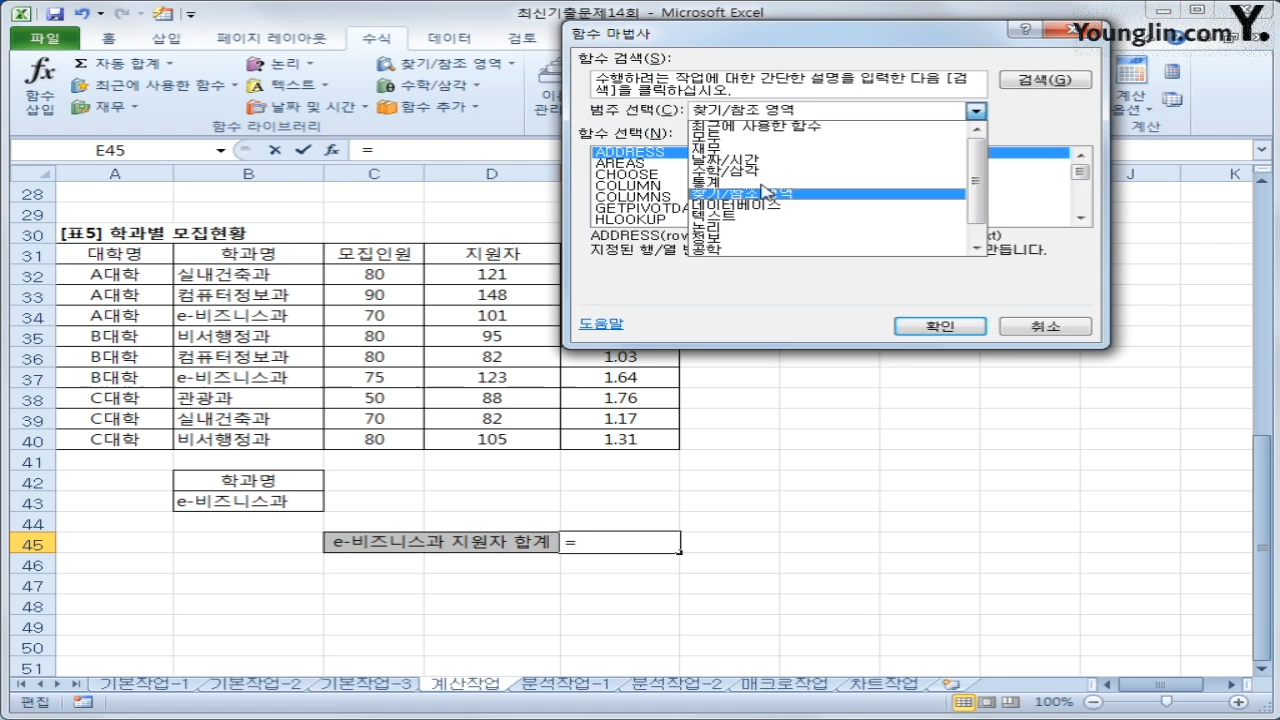 최신기출문제14회 - Microsoft Excel
YoungJin.com Y.
파일 홈 삽입 페이지 레이아웃 수식 데이터 검토
fx 함수 삽입
Σ 자동 합계
최근에 사용한 함수
재무
논리
텍스트
날짜 및 시간
찾기/참조 영역
수학/삼각
함수 추가
함수 라이브러리
이름
관리
계산
옵션
계산
함수 마법사
함수 검색(S):
수행하려는 작업에 대한 간단한 설명을 입력한 다음 [검
색]을 클릭하십시오.
검색(G)
범주 선택(C): 찾기/참조 영역
최근에 사용한 함수
모두
재무
날짜/시간
수학/삼각
통계
찾기/참조 영역
데이터베이스
텍스트
논리
정보
공학
함수 선택(N):
ADDRESS
AREAS
CHOOSE
COLUMN
COLUMNS
GETPIVOTDA
HLOOKUP
ADDRESS(row xt)
지정된 행/열 번 만듭니다.
도움말 확인 취소
E45 fx =
A B C D J K
28
29
30 [표5] 학과별 모집현황
31 대학명 학과명 모집인원 지원자
32 A대학 실내건축과 80 121
33 A대학 컴퓨터정보과 90 148
34 A대학 e-비즈니스과 70 101
35 B대학 비서행정과 80 95
36 B대학 컴퓨터정보과 80 82 1.03
37 B대학 e-비즈니스과 75 123 1.64
38 C대학 관광과 50 88 1.76
39 C대학 실내건축과 70 82 1.17
40 C대학 비서행정과 80 105 1.31
41
42 학과명
43 e-비즈니스과
44
45 e-비즈니스과 지원자 합계 =
46
47
48
49
50
51
기본작업-1 기본작업-2 기본작업-3 계산작업 분석작업-1 분석작업-2 매크로작업 차트작업
편집 100%